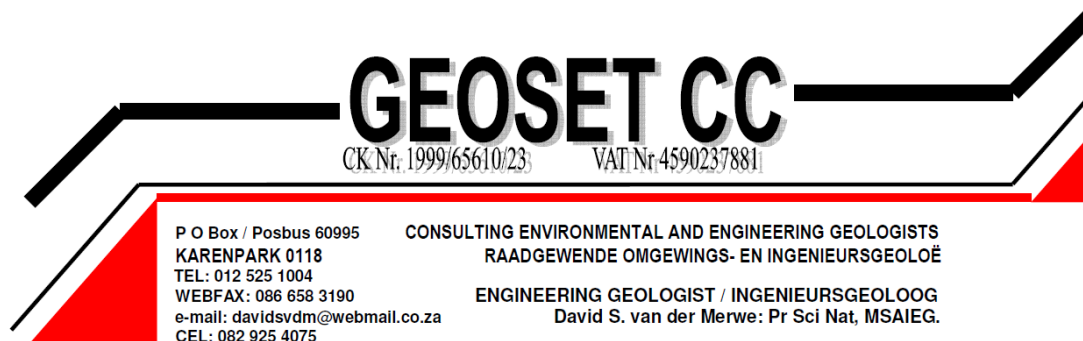 GEOSET CC
CK Nr. 1999/65610/23 VAT Nr 4590237881
P O Box / Posbus 60995
KARENPARK 0118
TEL: 012 525 1004
WEBFAX: 086 658 3190
e-mail: davidsvdm@webmail.co.za
CEL: 082 925 4075
CONSULTING ENVIRONMENTAL AND ENGINEERING GEOLOGISTS
RAADGEWENDE OMGEWINGS- EN INGENIEURSGEOLOË
ENGINEERING GEOLOGIST / INGENIEURSGEOLOOG
David S. van der Merwe: Pr Sci Nat, MSAIEG.